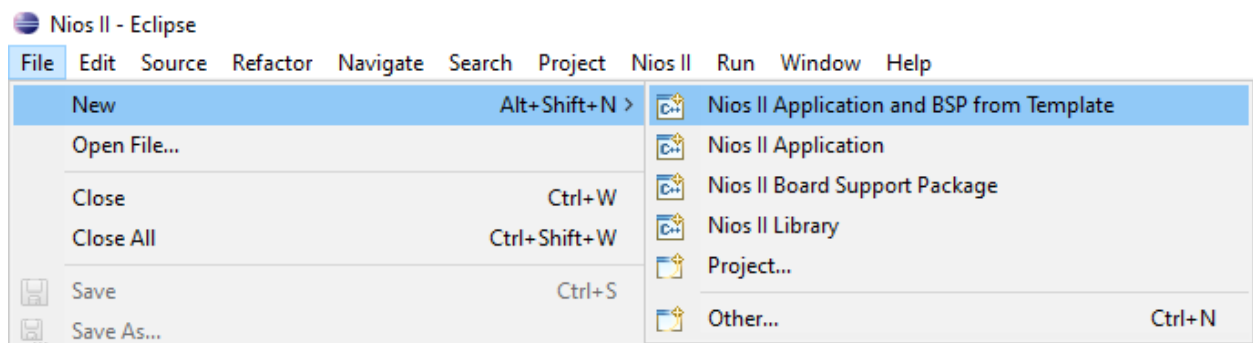 Nios II - Eclipse
File Edit Source Refactor Navigate Search Project Nios II Run Window Help
New Alt+Shift+N >
Open File...
Close Ctrl+W
Close All Ctrl+Shift+W
Save Ctrl+S
Save As...
Nios II Application and BSP from Template
Nios II Application
Nios II Board Support Package
Nios II Library
Project...
Other... Ctrl+N